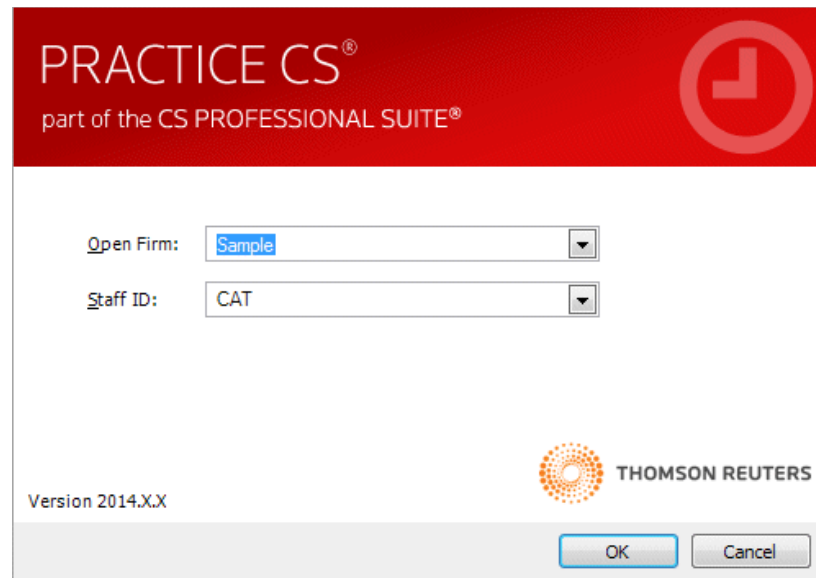 PRACTICE CS®
part of the CS PROFESSIONAL SUITE®
Open Firm: Sample
Staff ID: CAT
THOMSON REUTERS
Version 2014.X.X
OK Cancel